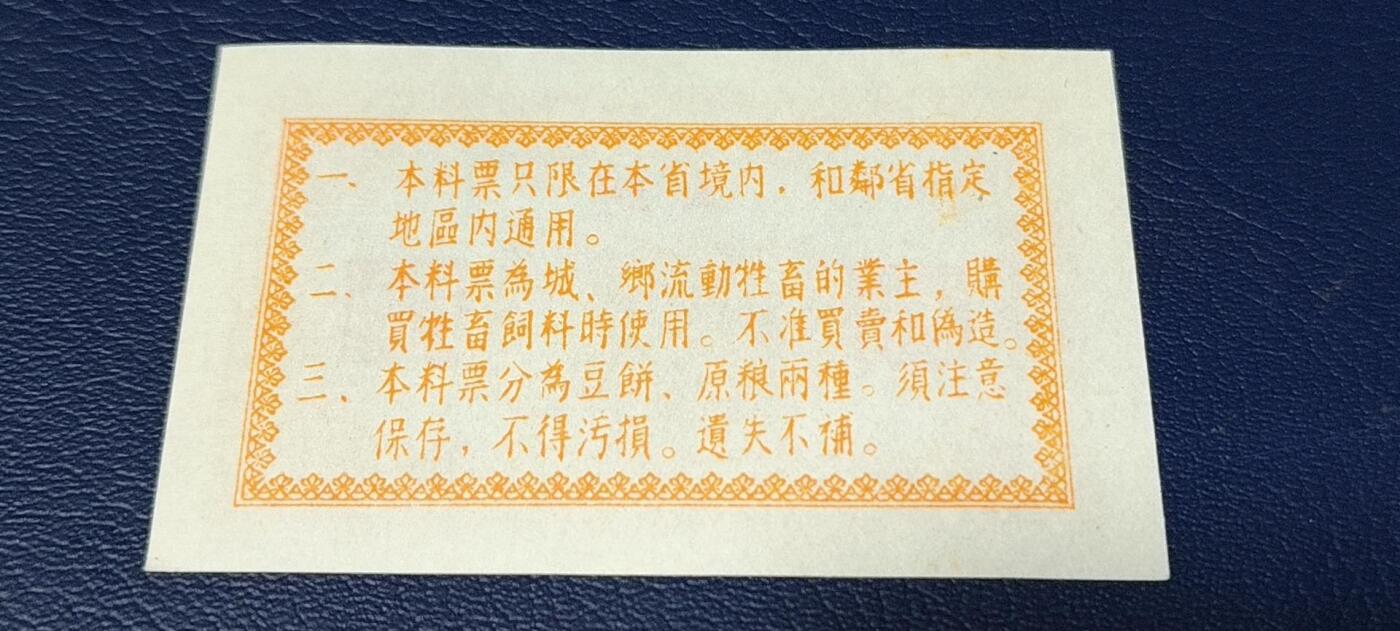 一、本料票只限在本省境内，和鄰省指定
地區内通用。
二、本料票為城、鄉流動牲畜的業主，購
買牲畜飼料時使用。不准買賣和偽造。
三、本料票分為豆餅、原粮兩種。須注意
保存，不得污損。遺失不補。